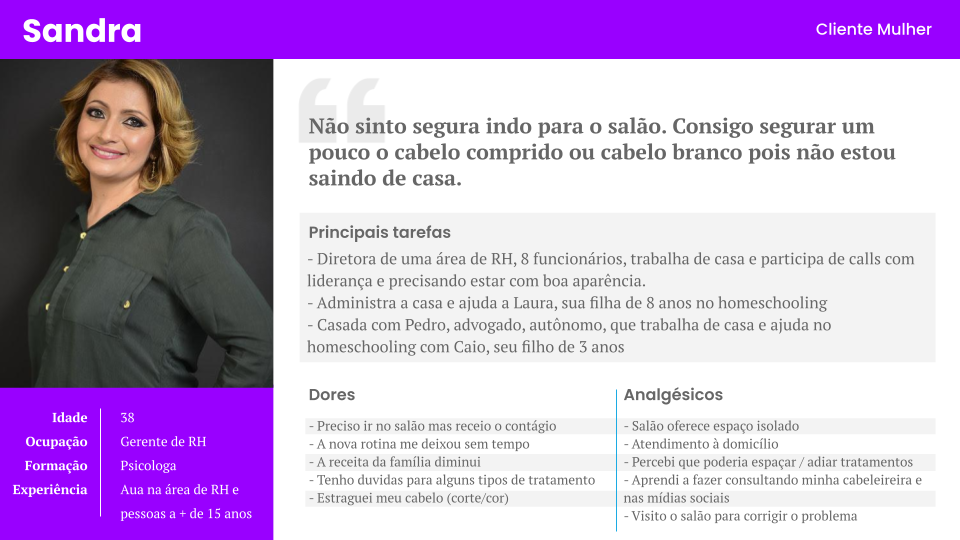 Sandra
Cliente Mulher
Não sinto segura indo para o salão. Consigo segurar um
pouco o cabelo comprido ou cabelo branco pois não estou
saindo de casa.
Principais tarefas
- Diretora de uma área de RH, 8 funcionários, trabalha de casa e participa de calls com
liderança e precisando estar com boa aparência.
- Administra a casa e ajuda a Laura, sua filha de 8 anos no homeschooling
- Casada com Pedro, advogado, autônomo, que trabalha de casa e ajuda no
homeschooling com Caio, seu filho de 3 anos
Idade 38
Ocupação Gerente de RH
Formação Psicologa
Experiência Aua na área de RH e
pessoas a + de 15 anos
Dores
- Preciso ir no salão mas receio o contágio
- A nova rotina me deixou sem tempo
- A receita da família diminui
- Tenho duvidas para alguns tipos de tratamento
- Estraguei meu cabelo (corte/cor)
Analgésicos
- Salão oferece espaço isolado
- Atendimento à domicílio
- Percebi que poderia espaçar / adiar tratamentos
- Aprendi a fazer consultando minha cabeleireira e
nas mídias sociais
- Visito o salão para corrigir o problema